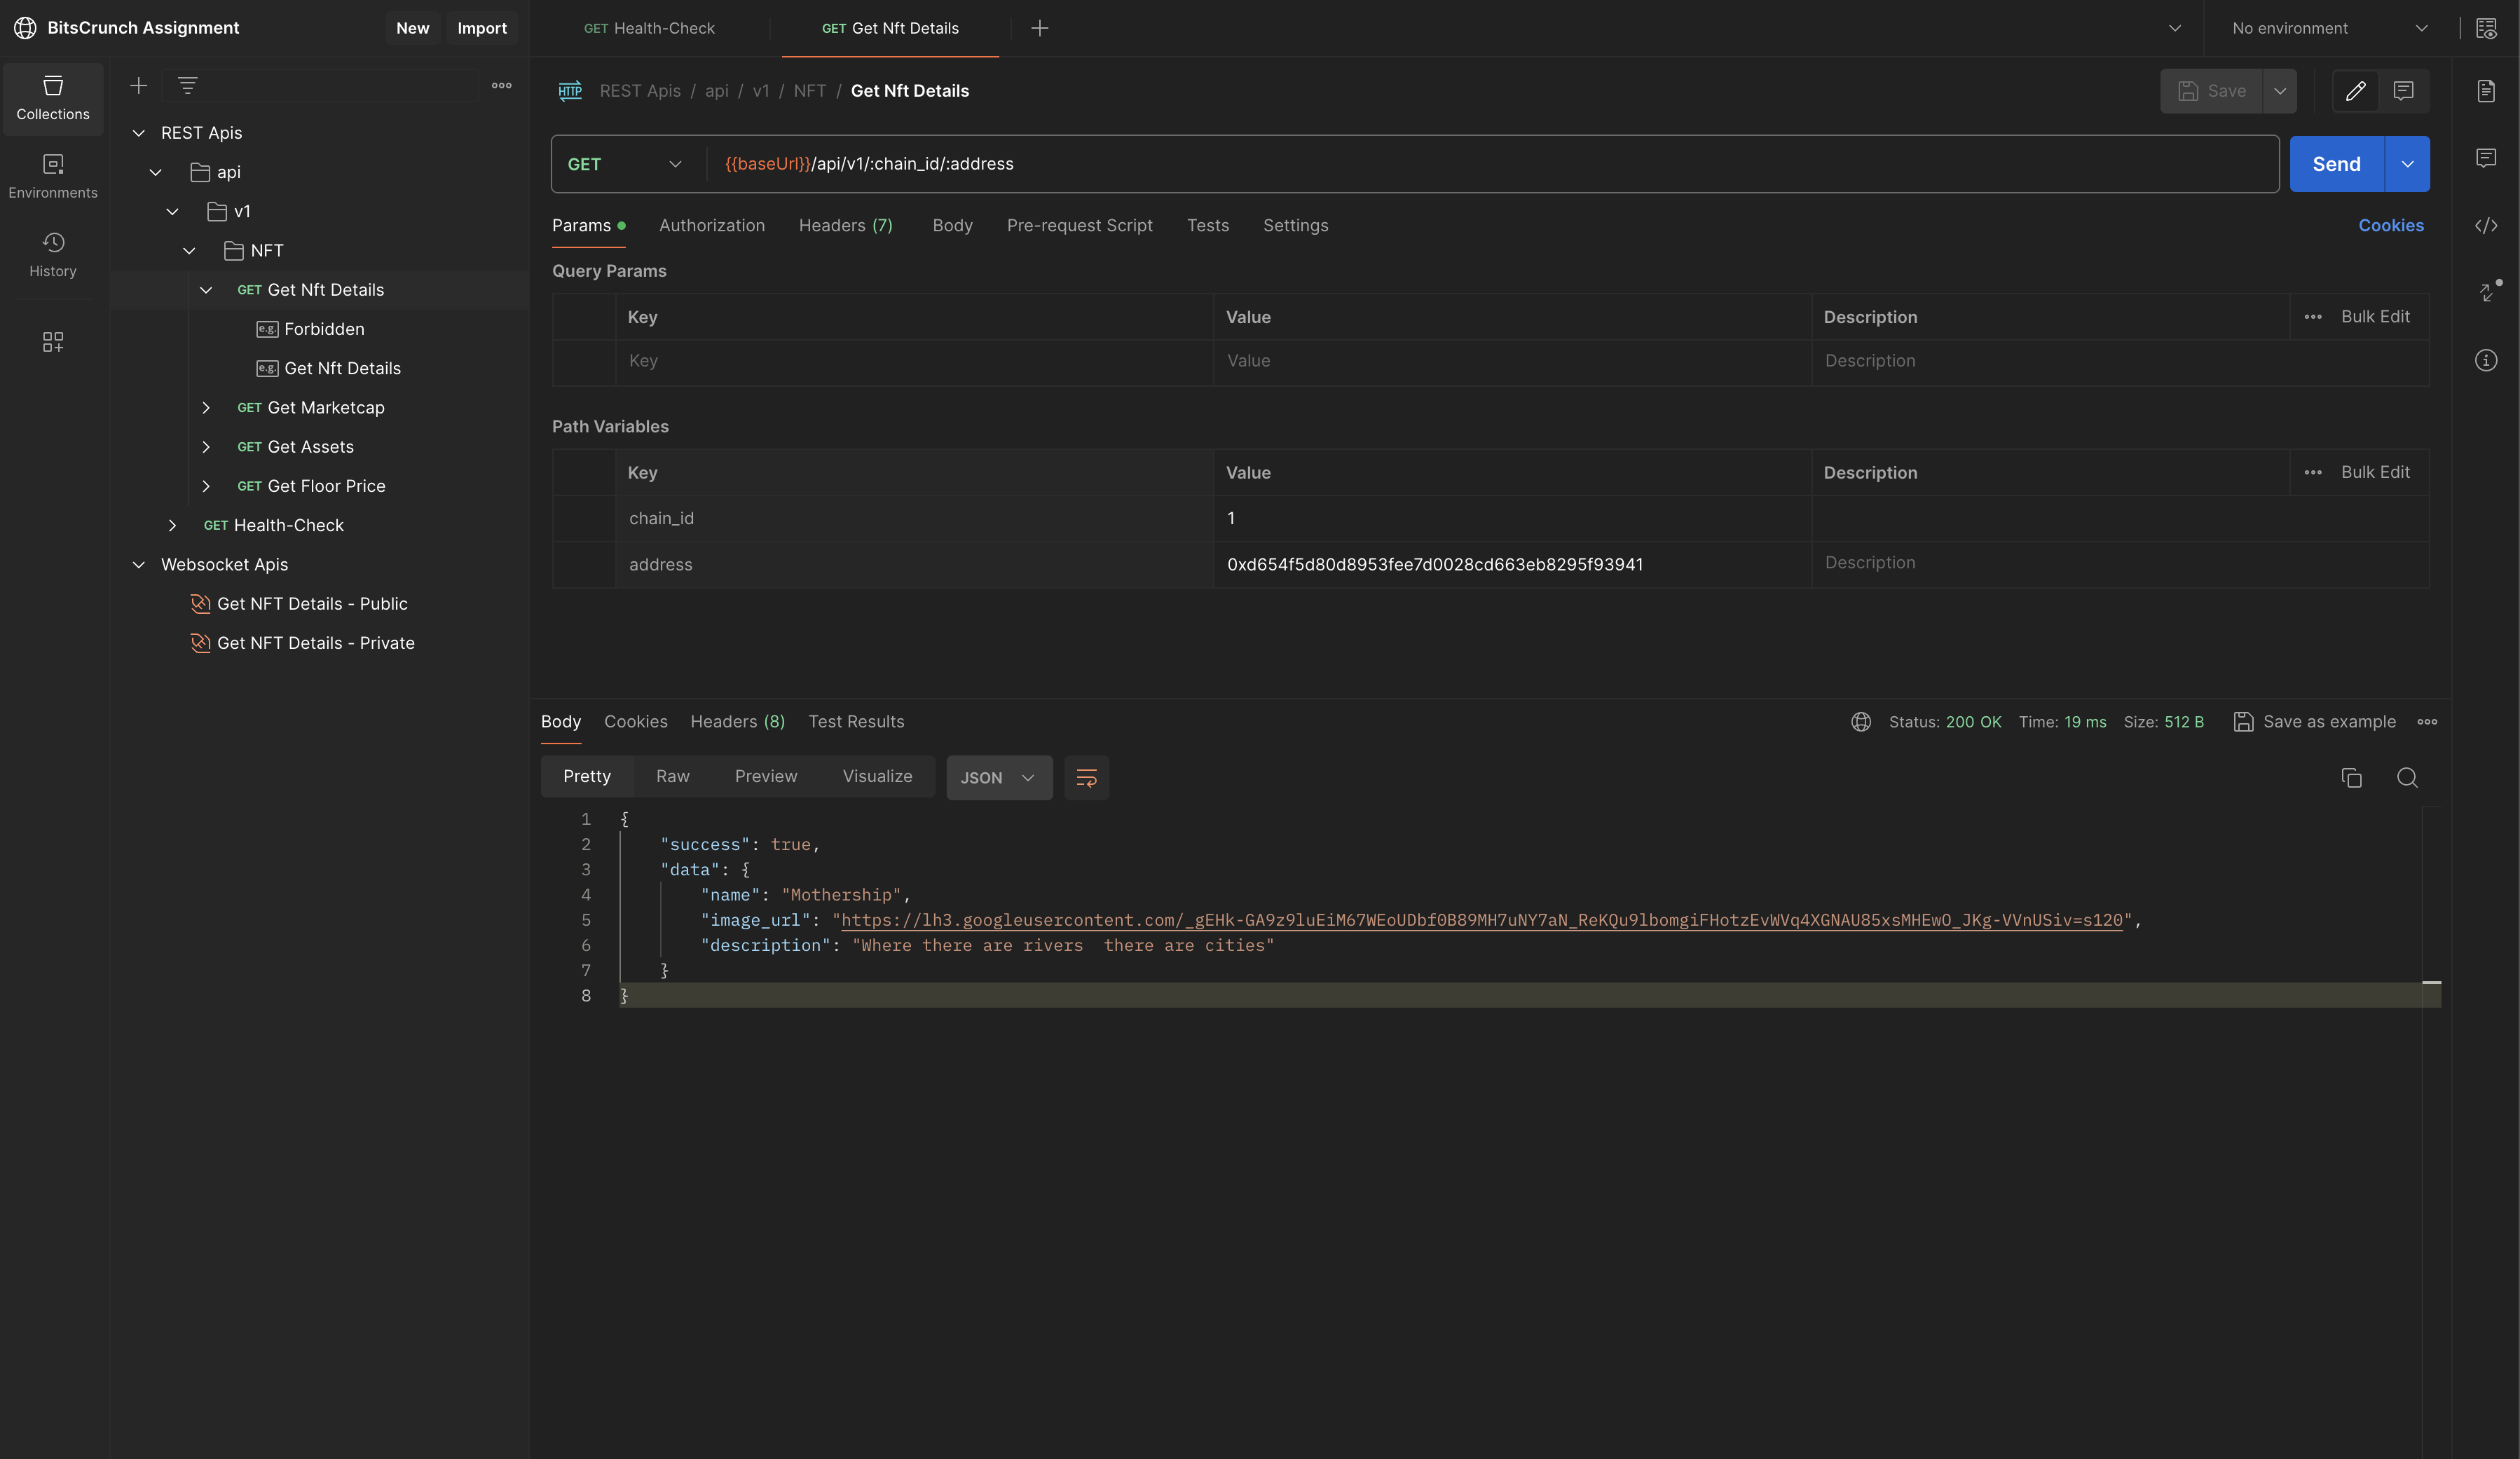 BitsCrunch Assignment
New
Import
GET Health-Check
GET Get Nft Details
No environment
Collections
Environments
History
REST Apis
api
v1
NFT
GET Get Nft Details
e.g. Forbidden
e.g. Get Nft Details
GET Get Marketcap
GET Get Assets
GET Get Floor Price
GET Health-Check
Websocket Apis
Get NFT Details - Public
Get NFT Details - Private
HTTP REST Apis / api / v1 / NFT / Get Nft Details
Save
GET {{baseUrl}}/api/v1/:chain_id/:address
Send
Params Authorization Headers (7) Body Pre-request Script Tests Settings Cookies
Query Params
Key Value Description Bulk Edit
Key Value Description
Path Variables
Key Value Description Bulk Edit
chain_id 1
address 0xd654f5d80d8953fee7d0028cd663eb8295f93941 Description
Body Cookies Headers (8) Test Results Status: 200 OK Time: 19 ms Size: 512 B Save as example
Pretty Raw Preview Visualize JSON
1 {
2 "success": true,
3 "data": {
4 "name": "Mothership",
5 "image_url": "https://lh3.googleusercontent.com/_gEHk-GA9z9luEiM67WEoUDbf0B89MH7uNY7aN_ReKQu9lbomgiFHotzEvWVq4XGNAU85xsMHEwO_JKg-VVnUSiv=s120",
6 "description": "Where there are rivers  there are cities"
7 }
8 }